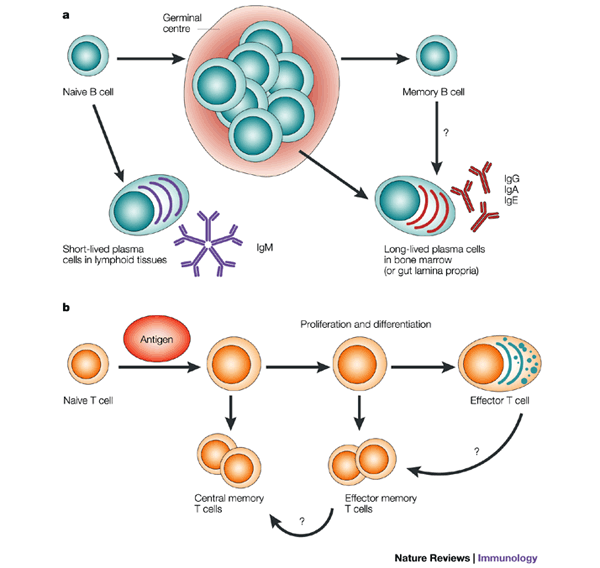 a
Germinal
centre
Naive B cell
Memory B cell
?
IgG
IgA
IgE
Short-lived plasma
cells in lymphoid tissues
IgM
Long-lived plasma cells
in bone marrow
(or gut lamina propria)
b
Antigen
Proliferation and differentiation
Naive T cell
Effector T cell
?
Central memory
T cells
Effector memory
T cells
?
Nature Reviews | Immunology